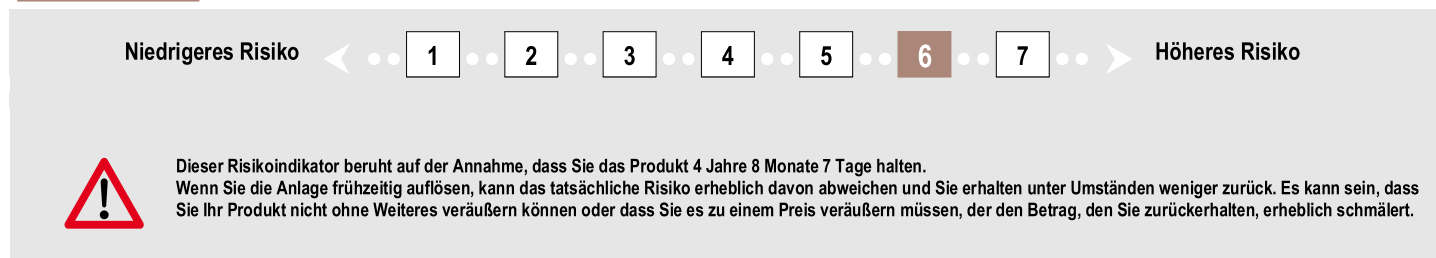 Niedrigeres Risiko 1 2 3 4 5 6 7 Höheres Risiko
Dieser Risikoindikator beruht auf der Annahme, dass Sie das Produkt 4 Jahre 8 Monate 7 Tage halten.
Wenn Sie die Anlage frühzeitig auflösen, kann das tatsächliche Risiko erheblich davon abweichen und Sie erhalten unter Umständen weniger zurück. Es kann sein, dass
Sie Ihr Produkt nicht ohne Weiteres veräußern können oder dass Sie es zu einem Preis veräußern müssen, der den Betrag, den Sie zurückerhalten, erheblich schmälert.